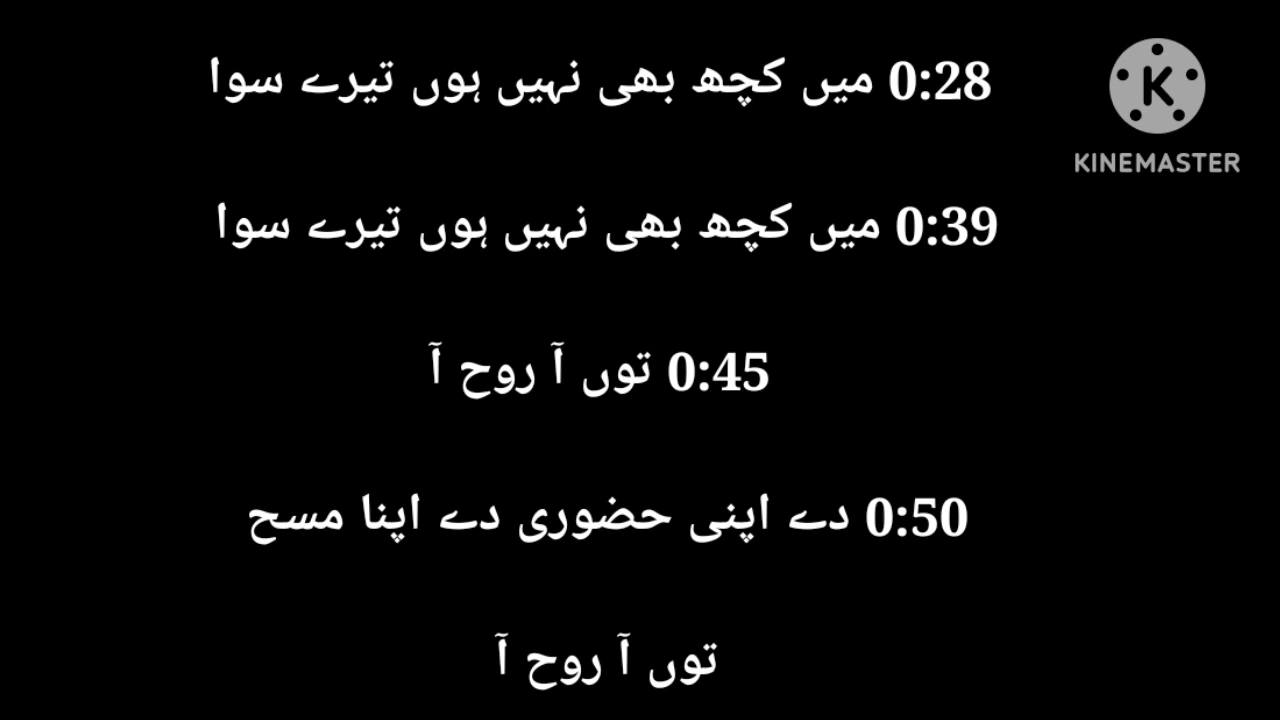 0:28 میں کچھ بھی نہیں ہوں تیرے سوا
KINEMASTER
0:39 میں کچھ بھی نہیں ہوں تیرے سوا
0:45 توں آ روح آ
0:50 دے اپنی حضوری دے اپنا مسح
توں آ روح آ